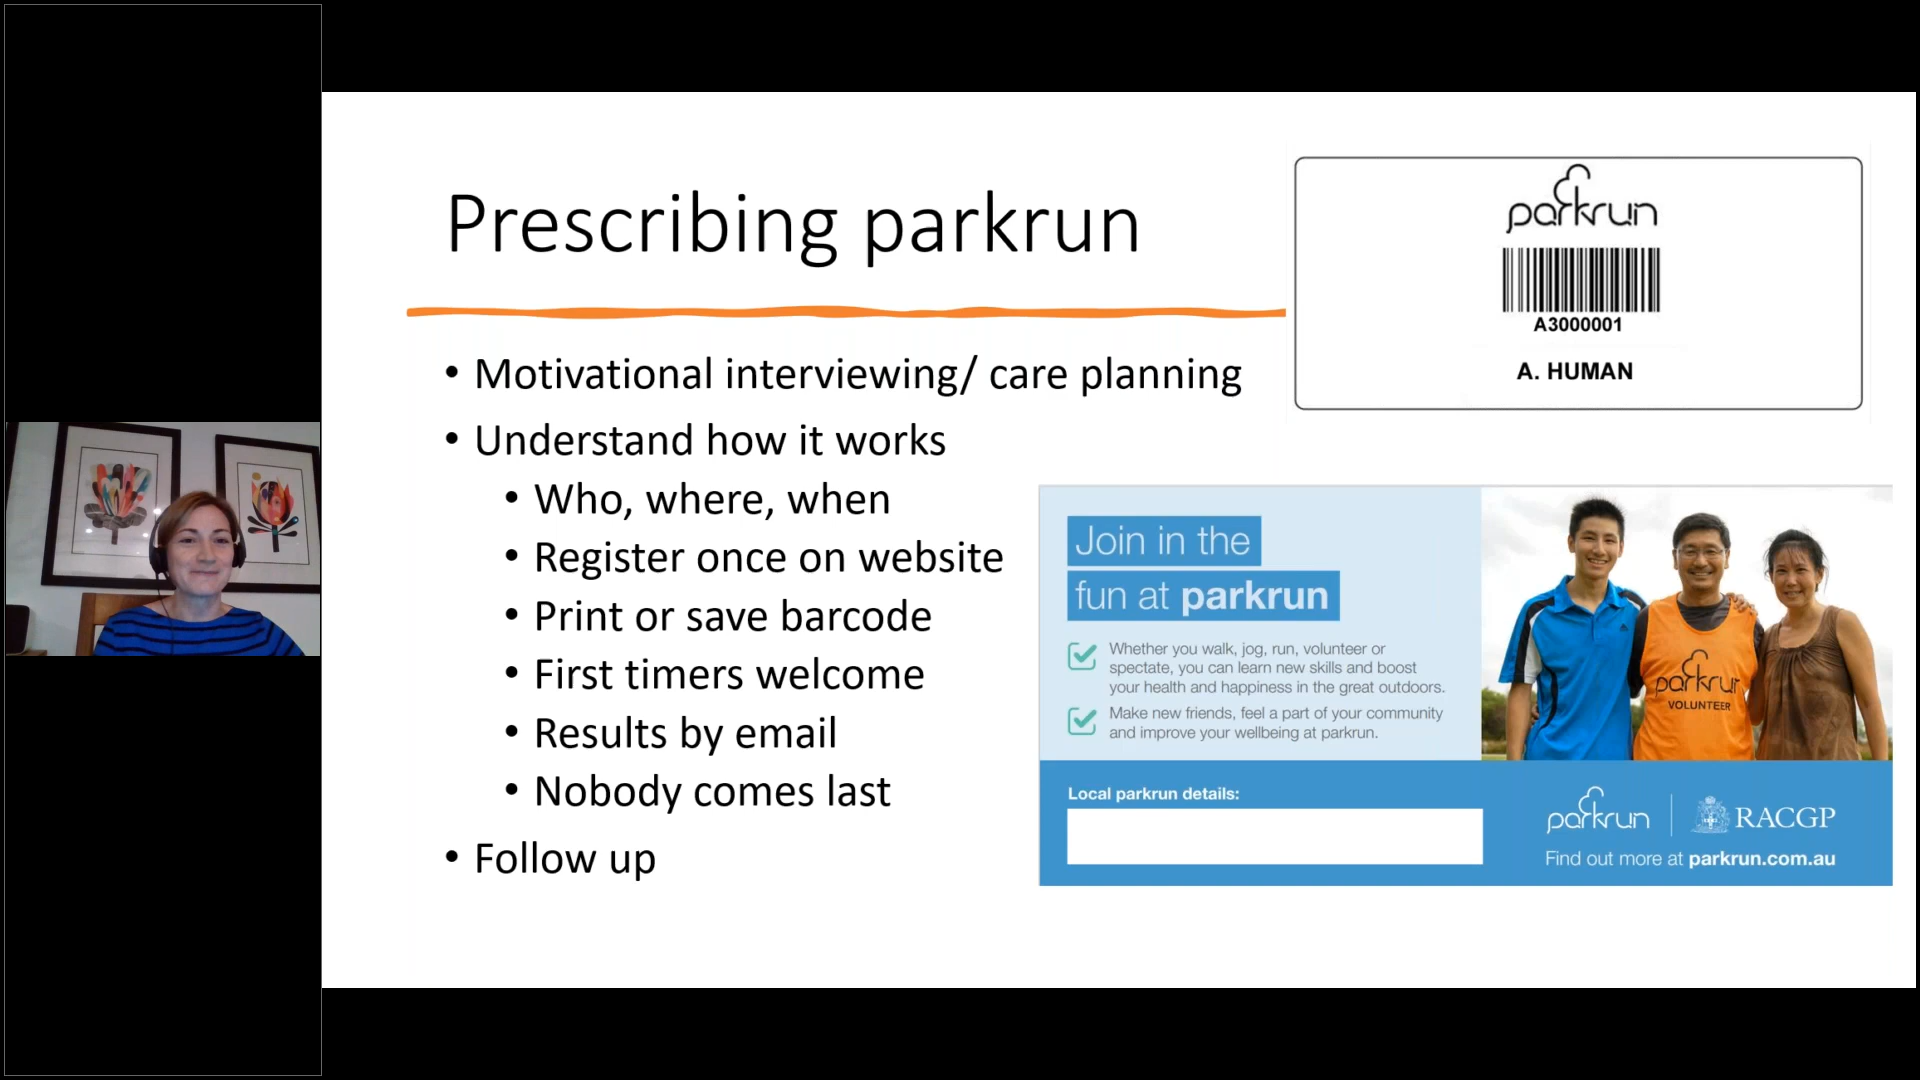 Prescribing parkrun
• Motivational interviewing/ care planning
• Understand how it works
• Who, where, when
• Register once on website
• Print or save barcode
• First timers welcome
• Results by email
• Nobody comes last
• Follow up
parkrun
A3000001
A. HUMAN
Join in the
fun at parkrun
Whether you walk, jog, run, volunteer or
spectate, you can learn new skills and boost
your health and happiness in the great outdoors.
Make new friends, feel a part of your community
and improve your wellbeing at parkrun.
parkrun
VOLUNTEER
Local parkrun details:
parkrun
RACGP
Find out more at parkrun.com.au